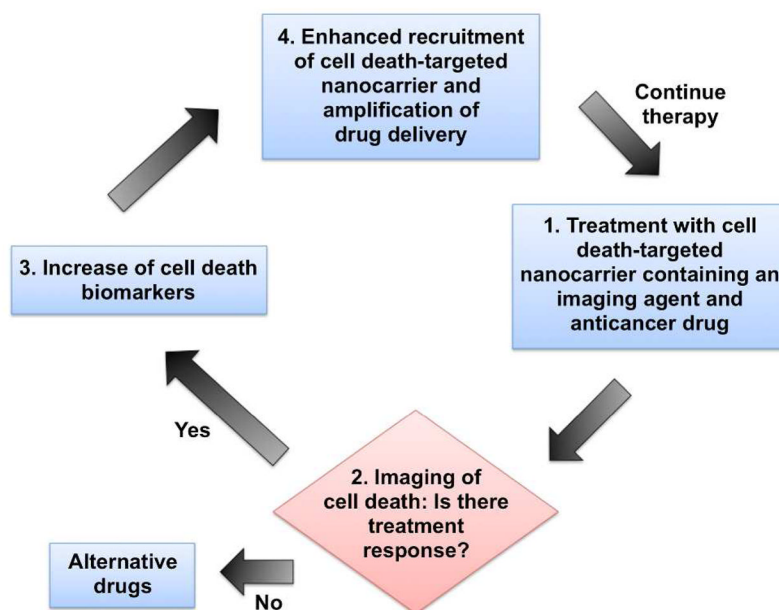 4. Enhanced recruitment
of cell death-targeted
nanocarrier and
amplification of
drug delivery
Continue
therapy
1. Treatment with cell
death-targeted
nanocarrier containing an
imaging agent and
anticancer drug
2. Imaging of
cell death: Is there
treatment
response?
Yes
3. Increase of cell death
biomarkers
No
Alternative
drugs